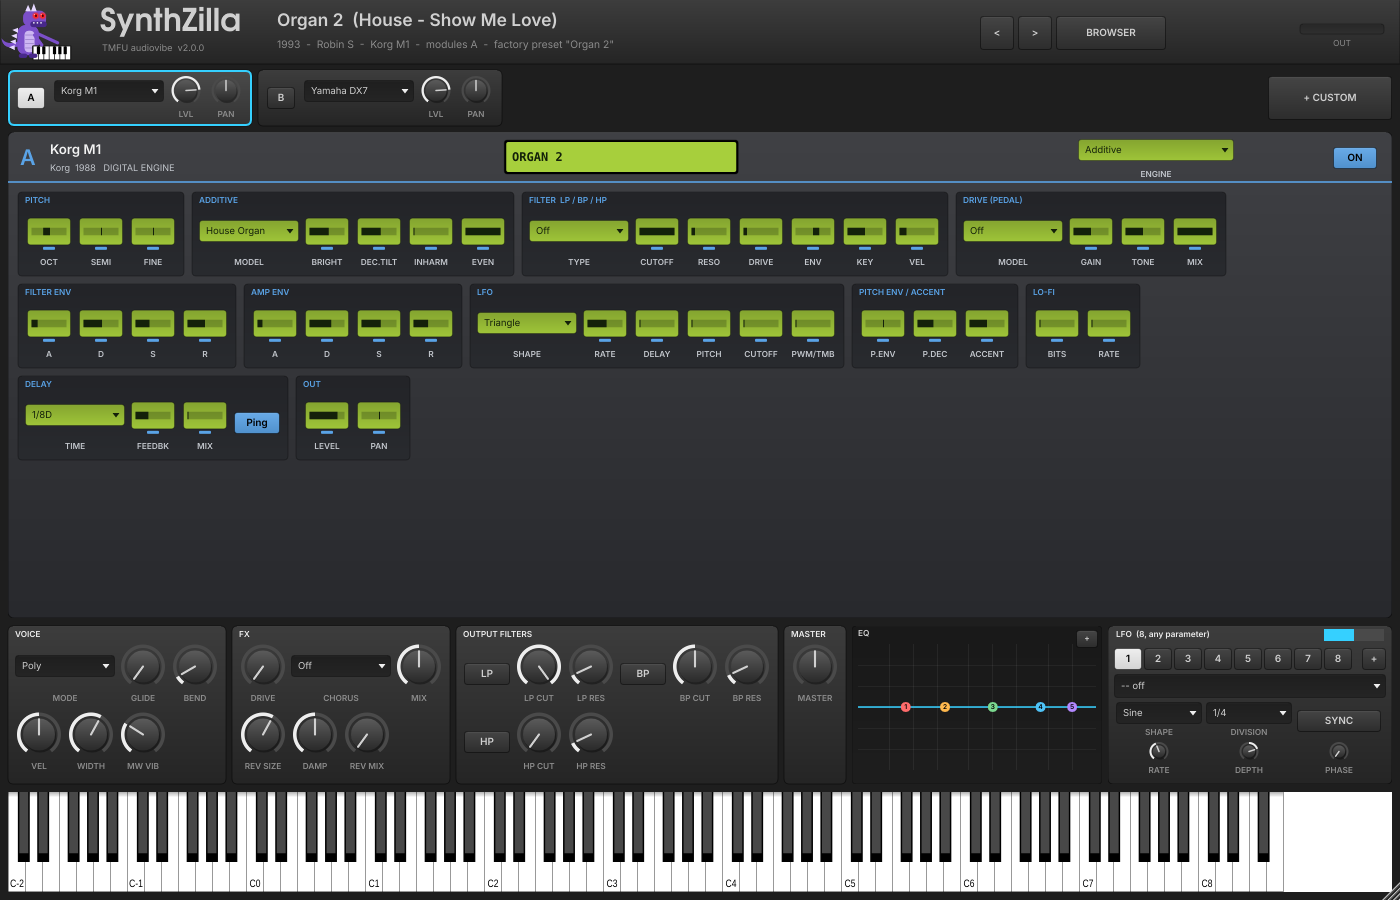 SynthZilla
TMFU audiovibe v2.0.0
Organ 2 (House - Show Me Love)
1993 - Robin S - Korg M1 - modules A - factory preset "Organ 2"
< > BROWSER
OUT
A Korg M1 LVL PAN
B Yamaha DX7 LVL PAN
+ CUSTOM
A Korg M1
Korg 1988 DIGITAL ENGINE
ORGAN 2
Additive
ENGINE
ON
PITCH
OCT SEMI FINE
ADDITIVE
House Organ
MODEL BRIGHT DEC.TILT INHARM EVEN
FILTER LP / BP / HP
Off
TYPE CUTOFF RESO DRIVE ENV KEY VEL
DRIVE (PEDAL)
Off
MODEL GAIN TONE MIX
FILTER ENV
A D S R
AMP ENV
A D S R
LFO
Triangle
SHAPE RATE DELAY PITCH CUTOFF PWM/TMB
PITCH ENV / ACCENT
P.ENV P.DEC ACCENT
LO-FI
BITS RATE
DELAY
1/8D Ping
TIME FEEDBK MIX
OUT
LEVEL PAN
VOICE
Poly
MODE GLIDE BEND
VEL WIDTH MW VIB
FX
Off
DRIVE CHORUS MIX
REV SIZE DAMP REV MIX
OUTPUT FILTERS
LP BP
LP CUT LP RES BP CUT BP RES
HP
HP CUT HP RES
MASTER
MASTER
EQ +
1 2 3 4 5
LFO (8, any parameter)
1 2 3 4 5 6 7 8 +
-- off
Sine 1/4 SYNC
SHAPE DIVISION
RATE DEPTH PHASE
C-2 C-1 C0 C1 C2 C3 C4 C5 C6 C7 C8